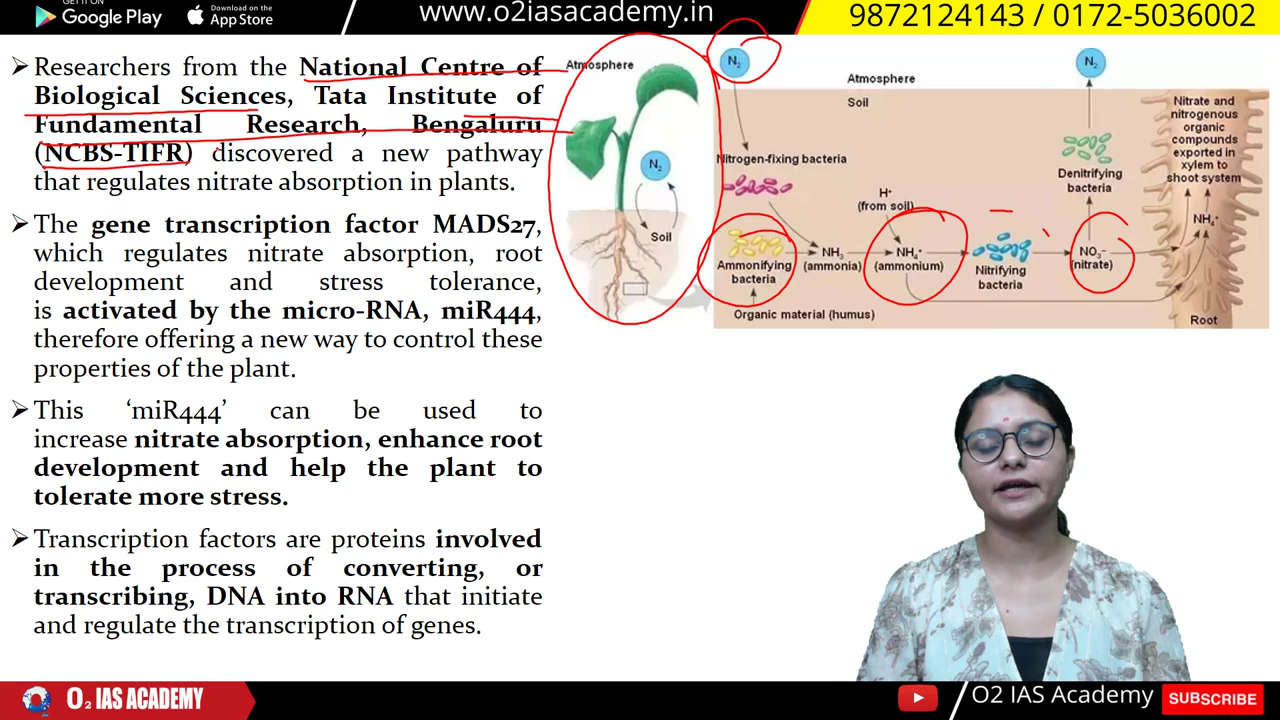 GET IT ON
Google Play
Download on the
App Store
www.o2iasacademy.in
9872124143 / 0172-5036002
➢ Researchers from the National Centre of
Biological Sciences, Tata Institute of
Fundamental Research, Bengaluru
(NCBS-TIFR) discovered a new pathway
that regulates nitrate absorption in plants.
➢ The gene transcription factor MADS27,
which regulates nitrate absorption, root
development and stress tolerance,
is activated by the micro-RNA, miR444,
therefore offering a new way to control these
properties of the plant.
➢ This ‘miR444’ can be used to
increase nitrate absorption, enhance root
development and help the plant to
tolerate more stress.
➢ Transcription factors are proteins involved
in the process of converting, or
transcribing, DNA into RNA that initiate
and regulate the transcription of genes.
Atmosphere
N₂
Soil
N₂
Atmosphere
Soil
N₂
Nitrate and
nitrogenous
organic
compounds
exported in
xylem to
shoot system
Nitrogen-fixing bacteria
Denitrifying
bacteria
H⁺
(from soil)
NH₄⁺
Ammonifying
bacteria
NH₃
(ammonia)
NH₄⁺
(ammonium)
Nitrifying
bacteria
NO₃⁻
(nitrate)
Organic material (humus)
Root
O₂ IAS ACADEMY
O2 IAS Academy
SUBSCRIBE